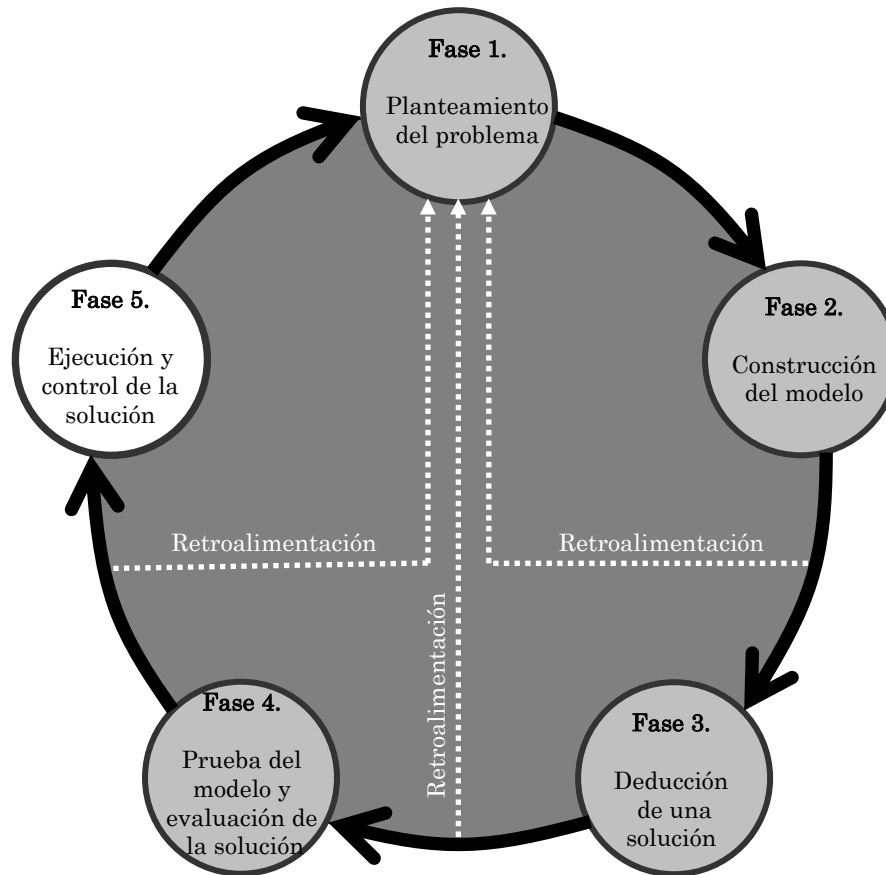 Fase 1.
Planteamiento
del problema
Fase 2.
Construcción
del modelo
Fase 3.
Deducción
de una
solución
Fase 4.
Prueba del
modelo y
evaluación de
la solución
Fase 5.
Ejecución y
control de la
solución
Retroalimentación
Retroalimentación
Retroalimentación